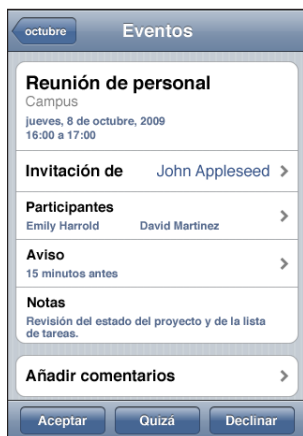 octubre Eventos
Reunión de personal
Campus
jueves, 8 de octubre, 2009
16:00 a 17:00
Invitación de John Appleseed
Participantes
Emily Harrold David Martinez
Aviso
15 minutos antes
Notas
Revisión del estado del proyecto y de la lista
de tareas.
Añadir comentarios
Aceptar Quizá Declinar